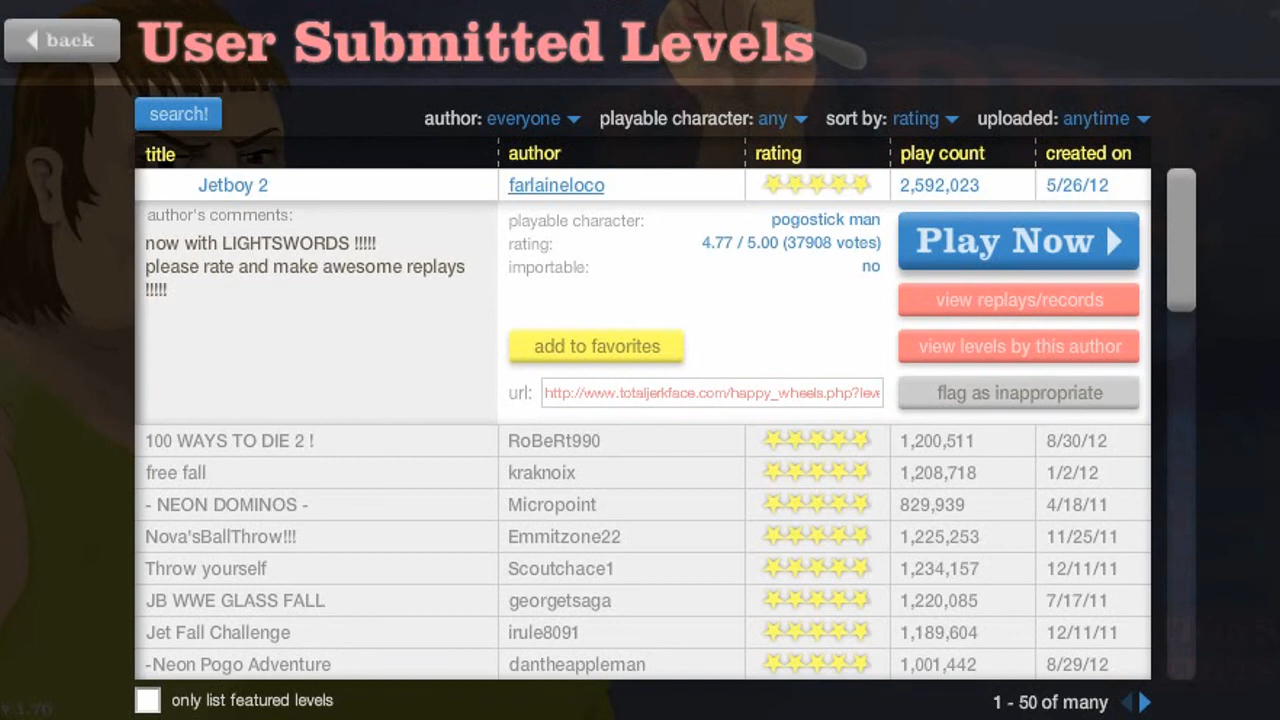 back
User Submitted Levels
search!
author: everyone playable character: any sort by: rating uploaded: anytime
title author rating play count created on
Jetboy 2 farlaineloco 2,592,023 5/26/12
author's comments:
now with LIGHTSWORDS !!!!!
please rate and make awesome replays
!!!!!
playable character: pogostick man
rating: 4.77 / 5.00 (37908 votes)
importable: no
add to favorites
url: http://www.totaljerkface.com/happy_wheels.php?leve
Play Now
view replays/records
view levels by this author
flag as inappropriate
100 WAYS TO DIE 2 ! RoBeRt990 1,200,511 8/30/12
free fall kraknoix 1,208,718 1/2/12
- NEON DOMINOS - Micropoint 829,939 4/18/11
Nova'sBallThrow!!! Emmitzone22 1,225,253 11/25/11
Throw yourself Scoutchace1 1,234,157 12/11/11
JB WWE GLASS FALL georgetsaga 1,220,085 7/17/11
Jet Fall Challenge irule8091 1,189,604 12/11/11
-Neon Pogo Adventure dantheappleman 1,001,442 8/29/12
only list featured levels
1 - 50 of many
v 1.70